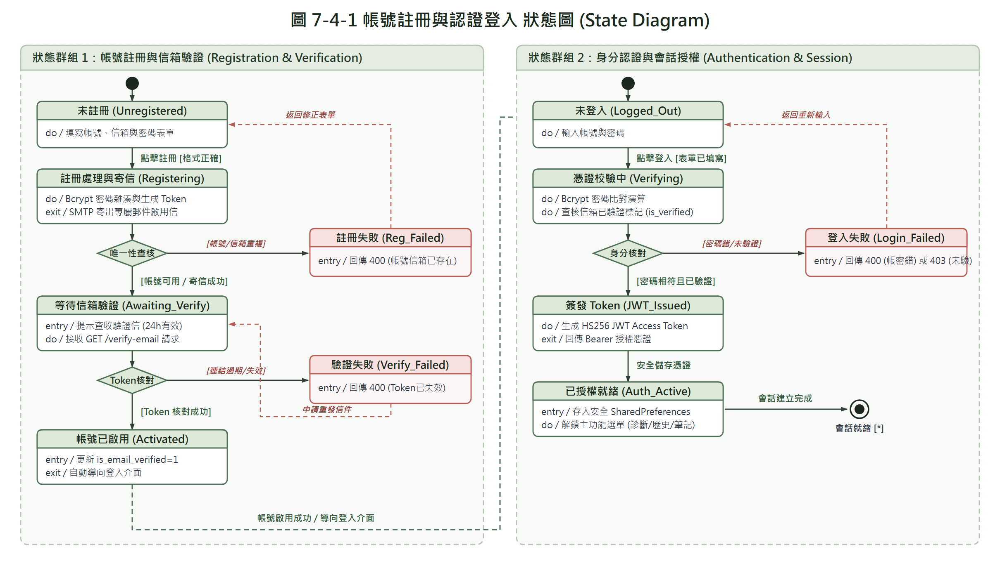 圖 7-4-1 帳號註冊與認證登入 狀態圖 (State Diagram)
狀態群組 1：帳號註冊與信箱驗證 (Registration & Verification)
未註冊 (Unregistered)
do / 填寫帳號、信箱與密碼表單
返回修正表單
點擊註冊 [格式正確]
註冊處理與寄信 (Registering)
do / Bcrypt 密碼雜湊與生成 Token
exit / SMTP 寄出專屬郵件啟用信
唯一性查核
[帳號/信箱重複]
註冊失敗 (Reg_Failed)
entry / 回傳 400 (帳號信箱已存在)
[帳號可用 / 寄信成功]
等待信箱驗證 (Awaiting_Verify)
entry / 提示查收驗證信 (24h有效)
do / 接收 GET /verify-email 請求
Token核對
[連結過期/失效]
驗證失敗 (Verify_Failed)
entry / 回傳 400 (Token已失效)
申請重發信件
[Token 核對成功]
帳號已啟用 (Activated)
entry / 更新 is_email_verified=1
exit / 自動導向登入介面
帳號啟用成功 / 導向登入介面
狀態群組 2：身分認證與會話授權 (Authentication & Session)
未登入 (Logged_Out)
do / 輸入帳號與密碼
返回重新輸入
點擊登入 [表單已填寫]
憑證校驗中 (Verifying)
do / Bcrypt 密碼比對演算
do / 查核信箱已驗證標記 (is_verified)
身分核對
[密碼錯/未驗證]
登入失敗 (Login_Failed)
entry / 回傳 400 (帳密錯) 或 403 (未驗)
[密碼相符且已驗證]
簽發 Token (JWT_Issued)
do / 生成 HS256 JWT Access Token
exit / 回傳 Bearer 授權憑證
安全儲存憑證
已授權就緒 (Auth_Active)
entry / 存入安全 SharedPreferences
do / 解鎖主功能選單 (診斷/歷史/筆記)
會話建立完成
會話就緒 [*]